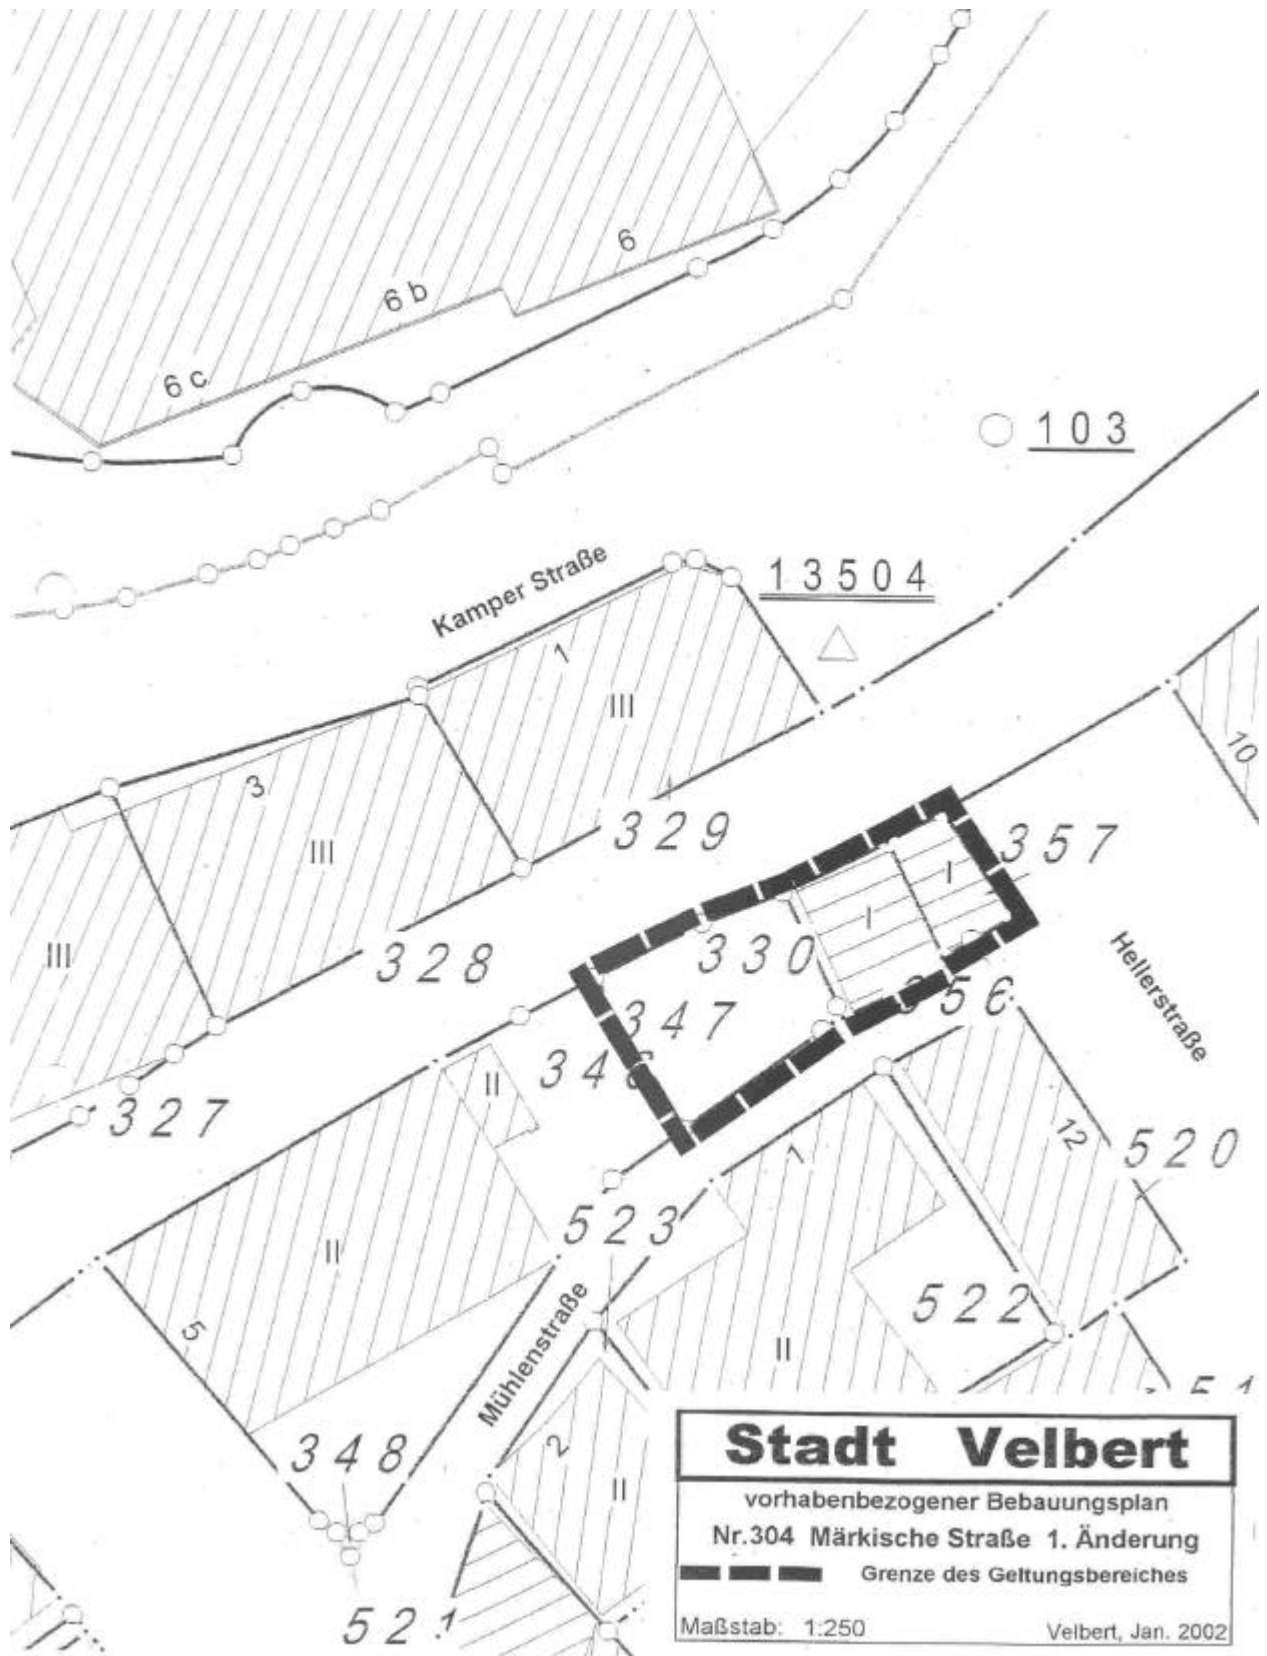 6
6 b
6 c
103
Kamper Straße
13504
1
III
3
III
III
10
329
357
I
I
328
330
Hellerstraße
347
356
II
327
1
12
520
523
II
522
5
Mühlenstraße
II
348
2
II
521
Stadt Velbert
vorhabenbezogener Bebauungsplan
Nr.304 Märkische Straße 1. Änderung
Grenze des Geltungsbereiches
Maßstab: 1:250
Velbert, Jan. 2002